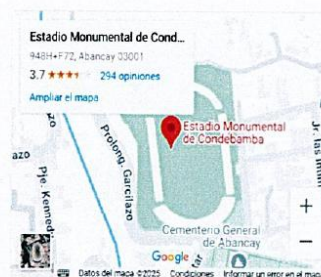 Estadio Monumental de Cond...
948H+F72, Abancay 03001
3.7 294 opiniones
Ampliar el mapa
Estadio Monumental
de Condebamba
Prolong. Garcilazo
azo
Pje. Kennedy
Cementerio General
de Abancay
+
−
Google
Datos del mapa ©2025 Condiciones Informar un error en el mapa